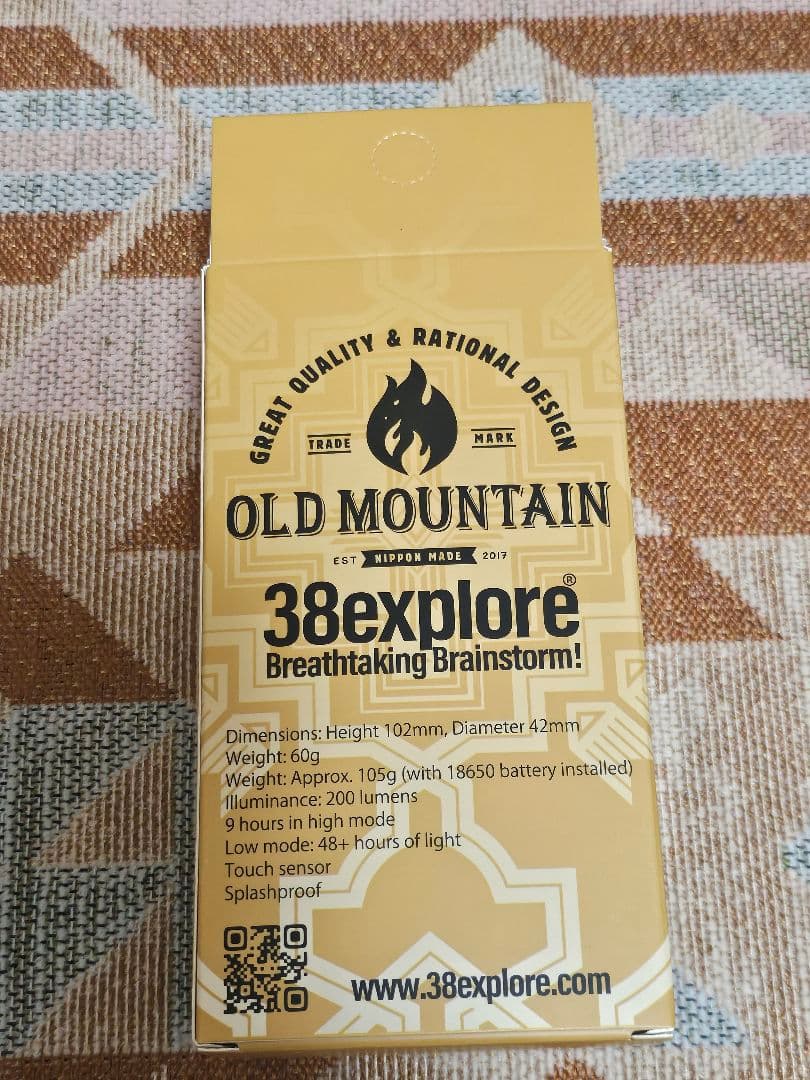 GREAT QUALITY & RATIONAL DESIGN
TRADE MARK
OLD MOUNTAIN
EST NIPPON MADE 2017
38explore®
Breathtaking Brainstorm!
Dimensions: Height 102mm, Diameter 42mm
Weight: 60g
Weight: Approx. 105g (with 18650 battery installed)
Illuminance: 200 lumens
9 hours in high mode
Low mode: 48+ hours of light
Touch sensor
Splashproof
www.38explore.com